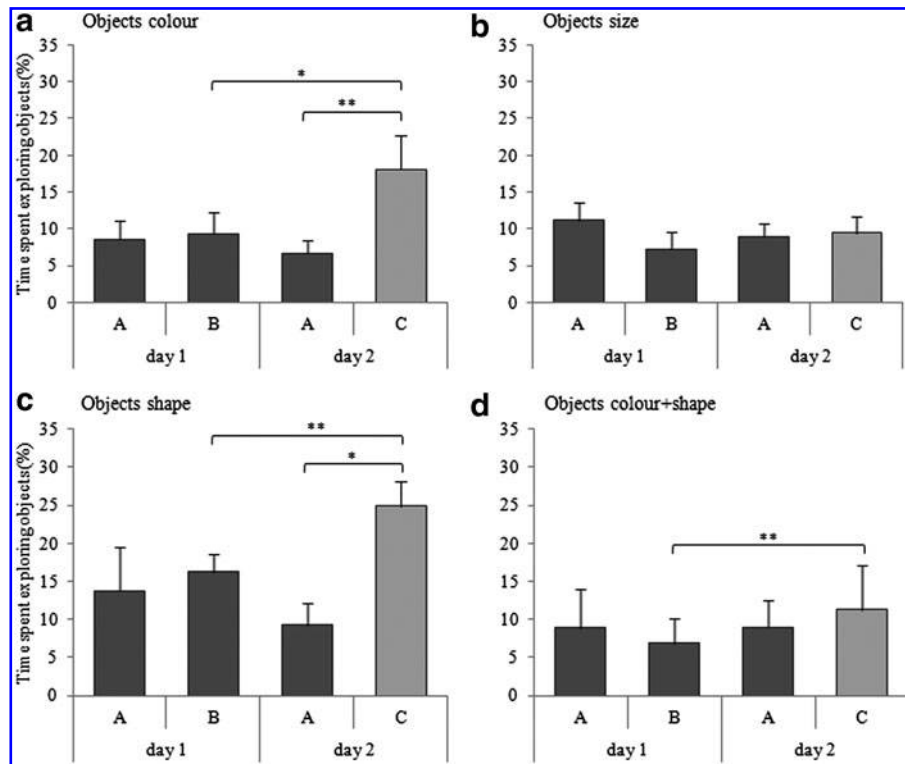 a Objects colour
Time spent exploring objects(%)
35
30
25
20
15
10
5
0
*
**
A B A C
day 1 day 2
b Objects size
35
30
25
20
15
10
5
0
A B A C
day 1 day 2
c Objects shape
Time spent exploring objects(%)
35
30
25
20
15
10
5
0
**
*
A B A C
day 1 day 2
d Objects colour+shape
35
30
25
20
15
10
5
0
**
A B A C
day 1 day 2